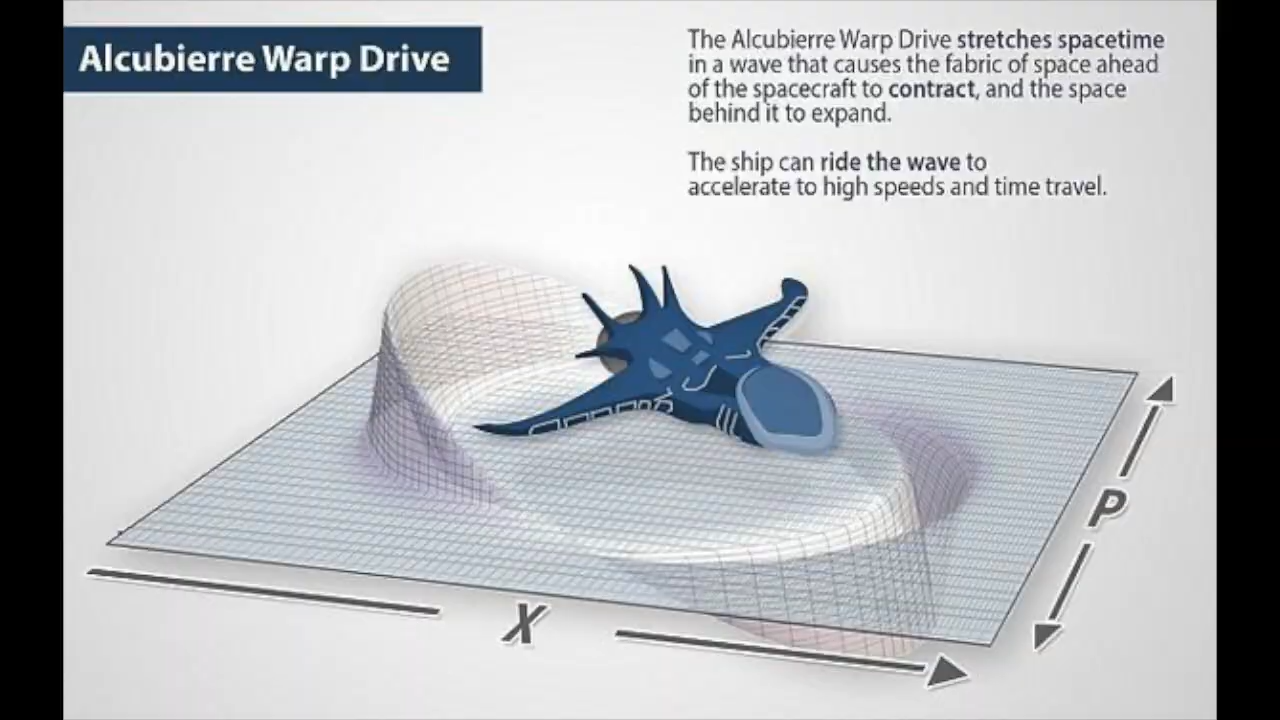 Alcubierre Warp Drive
The Alcubierre Warp Drive stretches spacetime
in a wave that causes the fabric of space ahead
of the spacecraft to contract, and the space
behind it to expand.
The ship can ride the wave to
accelerate to high speeds and time travel.
P
X